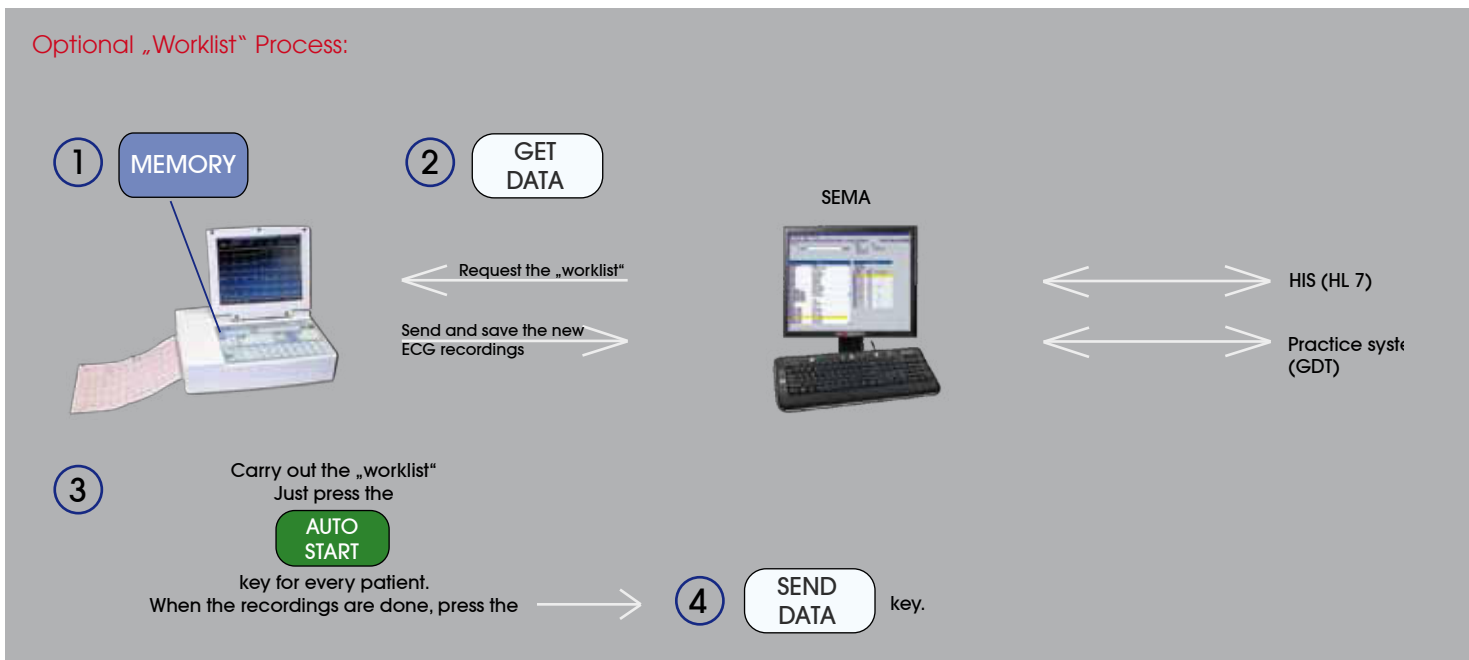 Optional „Worklist“ Process:
1
MEMORY
2
GET
DATA
SEMA
Request the „worklist“
Send and save the new
ECG recordings
HIS (HL 7)
Practice syste
(GDT)
3
Carry out the „worklist“
Just press the
AUTO
START
key for every patient.
When the recordings are done, press the
4
SEND
DATA
key.